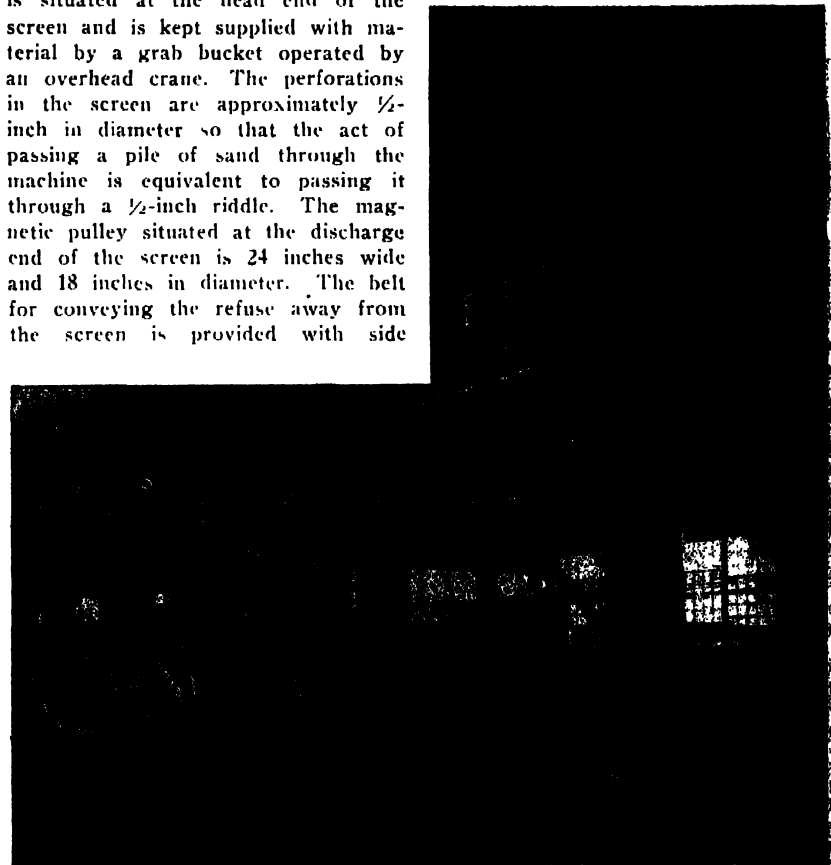 is situated at the head end of the
screen and is kept supplied with ma-
terial by a grab bucket operated by
an overhead crane. The perforations
in the screen are approximately ½-
inch in diameter so that the act of
passing a pile of sand through the
machine is equivalent to passing it
through a ½-inch riddle. The mag-
netic pulley situated at the discharge
end of the screen is 24 inches wide
and 18 inches in diameter. The belt
for conveying the refuse away from
the screen is provided with side